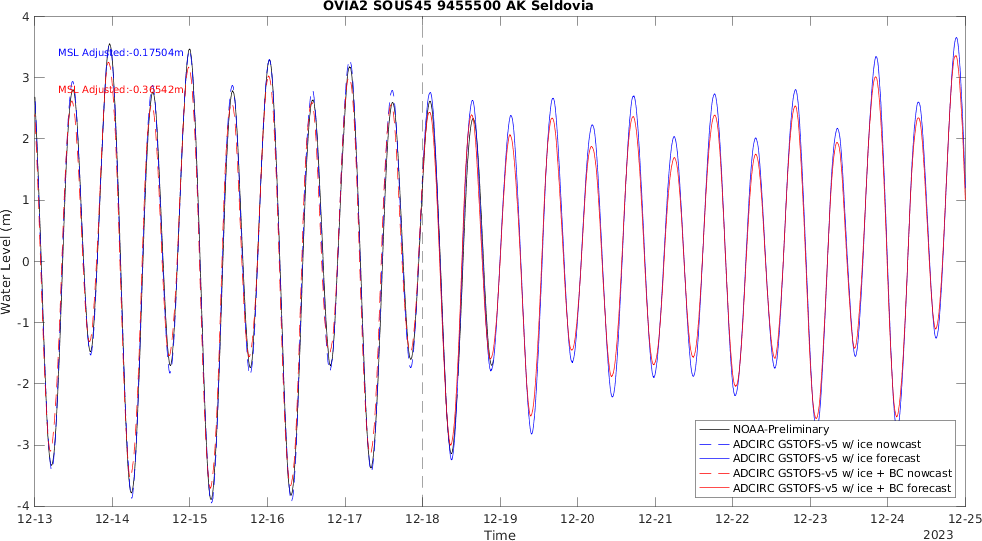 OVIA2 SOUS45 9455500 AK Seldovia
MSL Adjusted:-0.17504m
MSL Adjusted:-0.36542m
Water Level (m)
4
3
2
1
0
-1
-2
-3
-4
NOAA-Preliminary
ADCIRC GSTOFS-v5 w/ ice nowcast
ADCIRC GSTOFS-v5 w/ ice forecast
ADCIRC GSTOFS-v5 w/ ice + BC nowcast
ADCIRC GSTOFS-v5 w/ ice + BC forecast
12-13 12-14 12-15 12-16 12-17 12-18 12-19 12-20 12-21 12-22 12-23 12-24 12-25
Time
2023